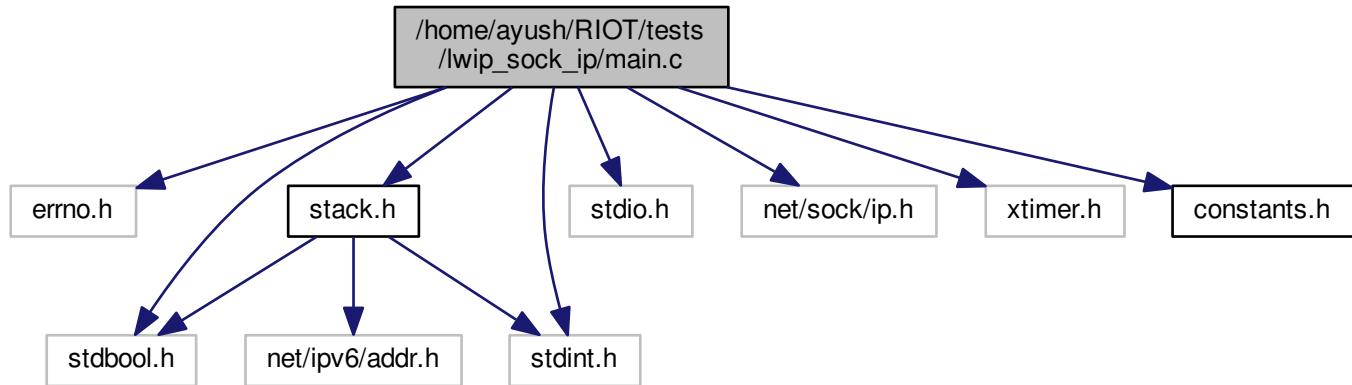 /home/ayush/RIOT/tests
/lwip_sock_ip/main.c
errno.h
stack.h
stdio.h
net/sock/ip.h
xtimer.h
constants.h
stdbool.h
net/ipv6/addr.h
stdint.h